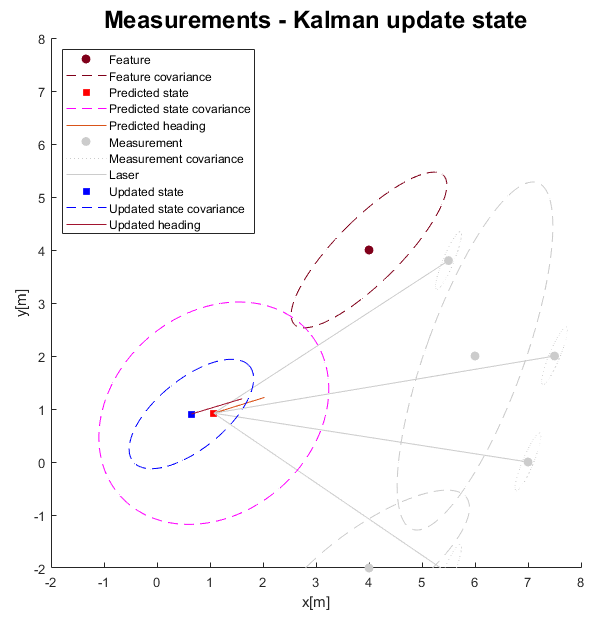 Measurements - Kalman update state
Feature
Feature covariance
Predicted state
Predicted state covariance
Predicted heading
Measurement
Measurement covariance
Laser
Updated state
Updated state covariance
Updated heading
y[m]
8
7
6
5
4
3
2
1
0
-1
-2
-2 -1 0 1 2 3 4 5 6 7 8
x[m]